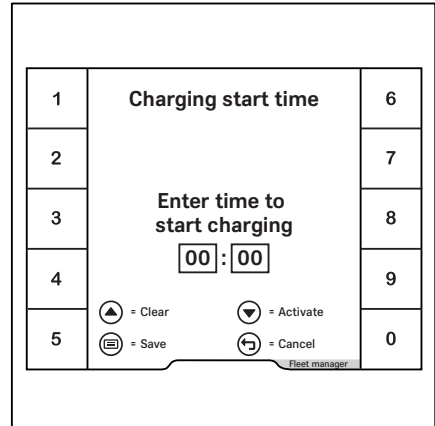 Charging start time
1
2
3
4
5
6
7
8
9
0
Enter time to
start charging
00 : 00
= Clear
= Activate
= Save
= Cancel
Fleet manager